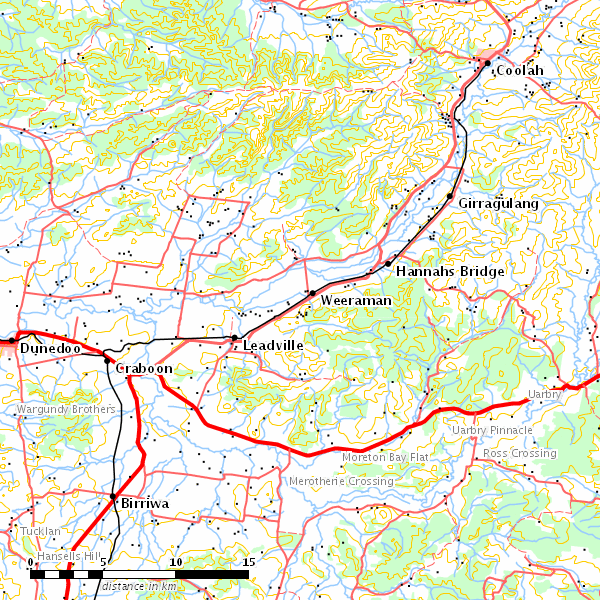 Coolah
Girragulang
Hannahs Bridge
Weeraman
Leadville
Dunedoo
Craboon
Uarbry
Wargundy Brothers
Uarbry Pinnacle
Ross Crossing
Moreton Bay Flat
Merotherie Crossing
Birriwa
Tucklan
Hansells Hill
0 5 10 15
distance in km